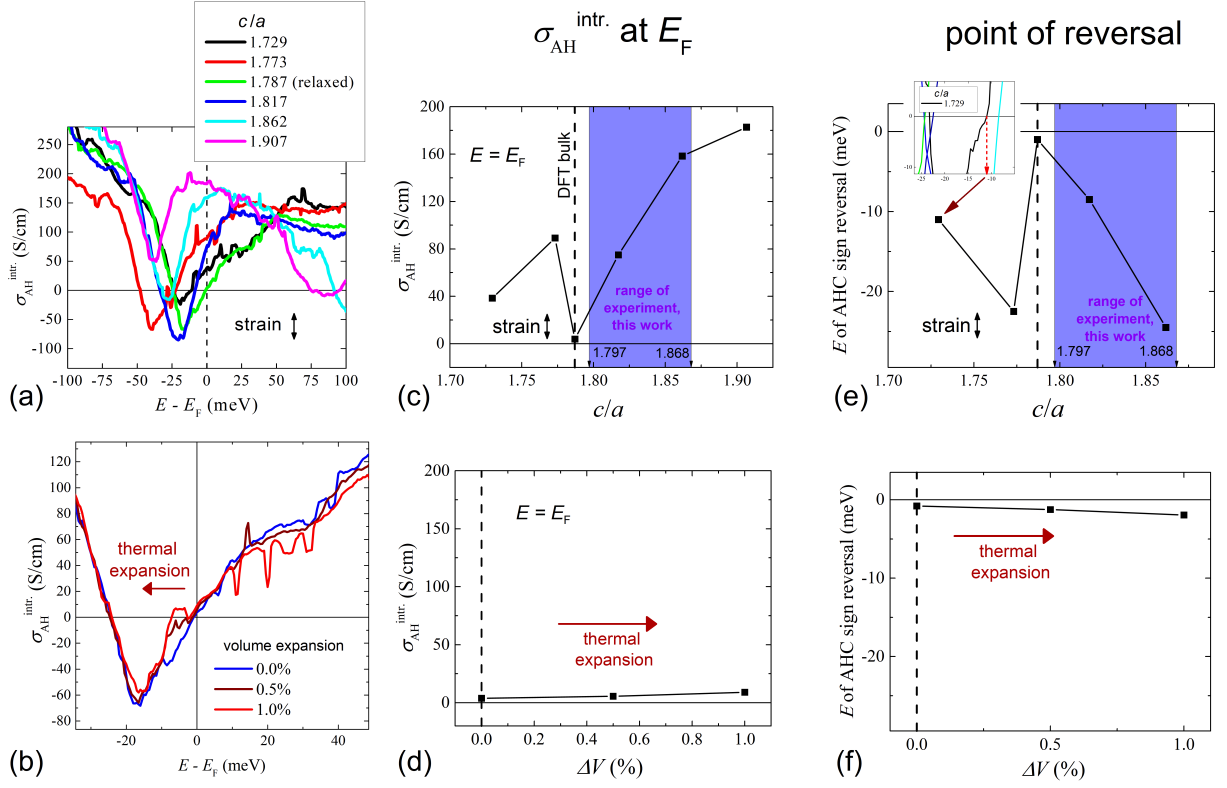 σAH intr. at EF
point of reversal
c/a
1.729
1.773
1.787 (relaxed)
1.817
1.862
1.907
250
200
150
100
50
0
-50
-100
σAH intr. (S/cm)
strain
-100 -75 -50 -25 0 25 50 75 100
E - EF (meV)
(a)
200
160
120
80
40
0
σAH intr. (S/cm)
E = EF
DFT bulk
range of
experiment,
this work
strain
1.797
1.868
1.70 1.75 1.80 1.85 1.90
c/a
(c)
c/a
1.729
0
-10
-25 -20 -15 -10 -5
0
-10
-20
E of AHC sign reversal (meV)
range of
experiment,
this work
strain
1.797
1.868
1.70 1.75 1.80 1.85
c/a
(e)
120
100
80
60
40
20
0
-20
-40
-60
-80
σAH intr. (S/cm)
thermal
expansion
volume expansion
0.0%
0.5%
1.0%
-20 0 20 40
E - EF (meV)
(b)
200
150
100
50
0
σAH intr. (S/cm)
E = EF
thermal
expansion
0.0 0.5 1.0
ΔV (%)
(d)
0
-10
-20
E of AHC sign reversal (meV)
thermal
expansion
0.0 0.5 1.0
ΔV (%)
(f)